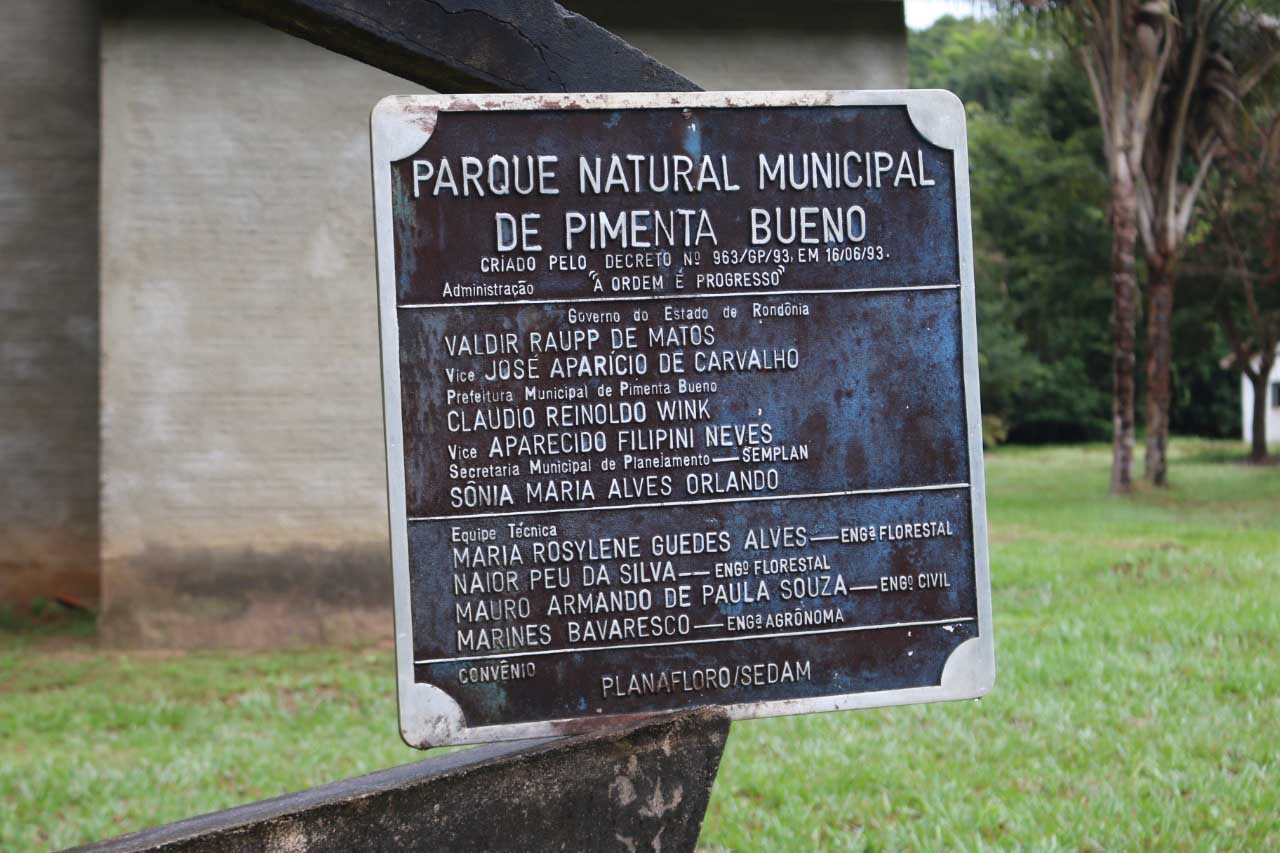 PARQUE NATURAL MUNICIPAL
DE PIMENTA BUENO
CRIADO PELO DECRETO Nº 963/GP/93, EM 16/06/93.
Administração "A ORDEM É PROGRESSO"
Governo do Estado de Rondônia
VALDIR RAUPP DE MATOS
Vice JOSÉ APARÍCIO DE CARVALHO
Prefeitura Municipal de Pimenta Bueno
CLAUDIO REINOLDO WINK
Vice APARECIDO FILIPINI NEVES
Secretaria Municipal de Planejamento — SEMPLAN
SÔNIA MARIA ALVES ORLANDO
Equipe Técnica
MARIA ROSYLENE GUEDES ALVES — ENGª FLORESTAL
NAIOR PEU DA SILVA — ENGº FLORESTAL
MAURO ARMANDO DE PAULA SOUZA — ENGº CIVIL
MARINES BAVARESCO — ENGª AGRÔNOMA
CONVÊNIO
PLANAFLORO/SEDAM